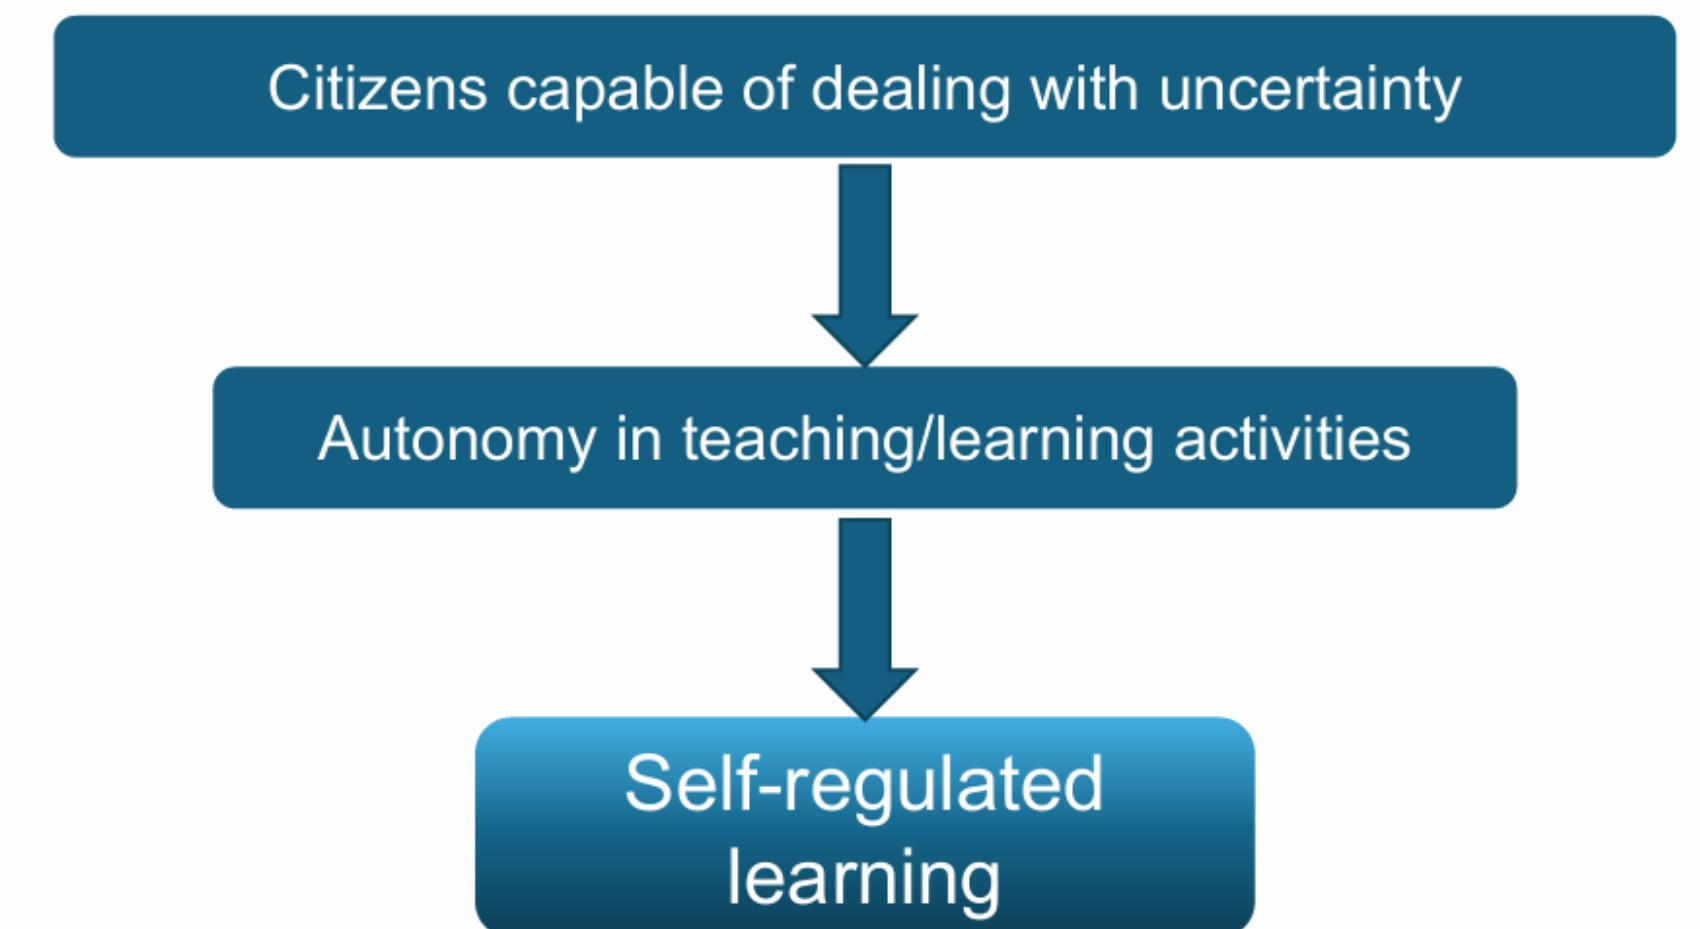 Citizens capable of dealing with uncertainty
Autonomy in teaching/learning activities
Self-regulated
learning